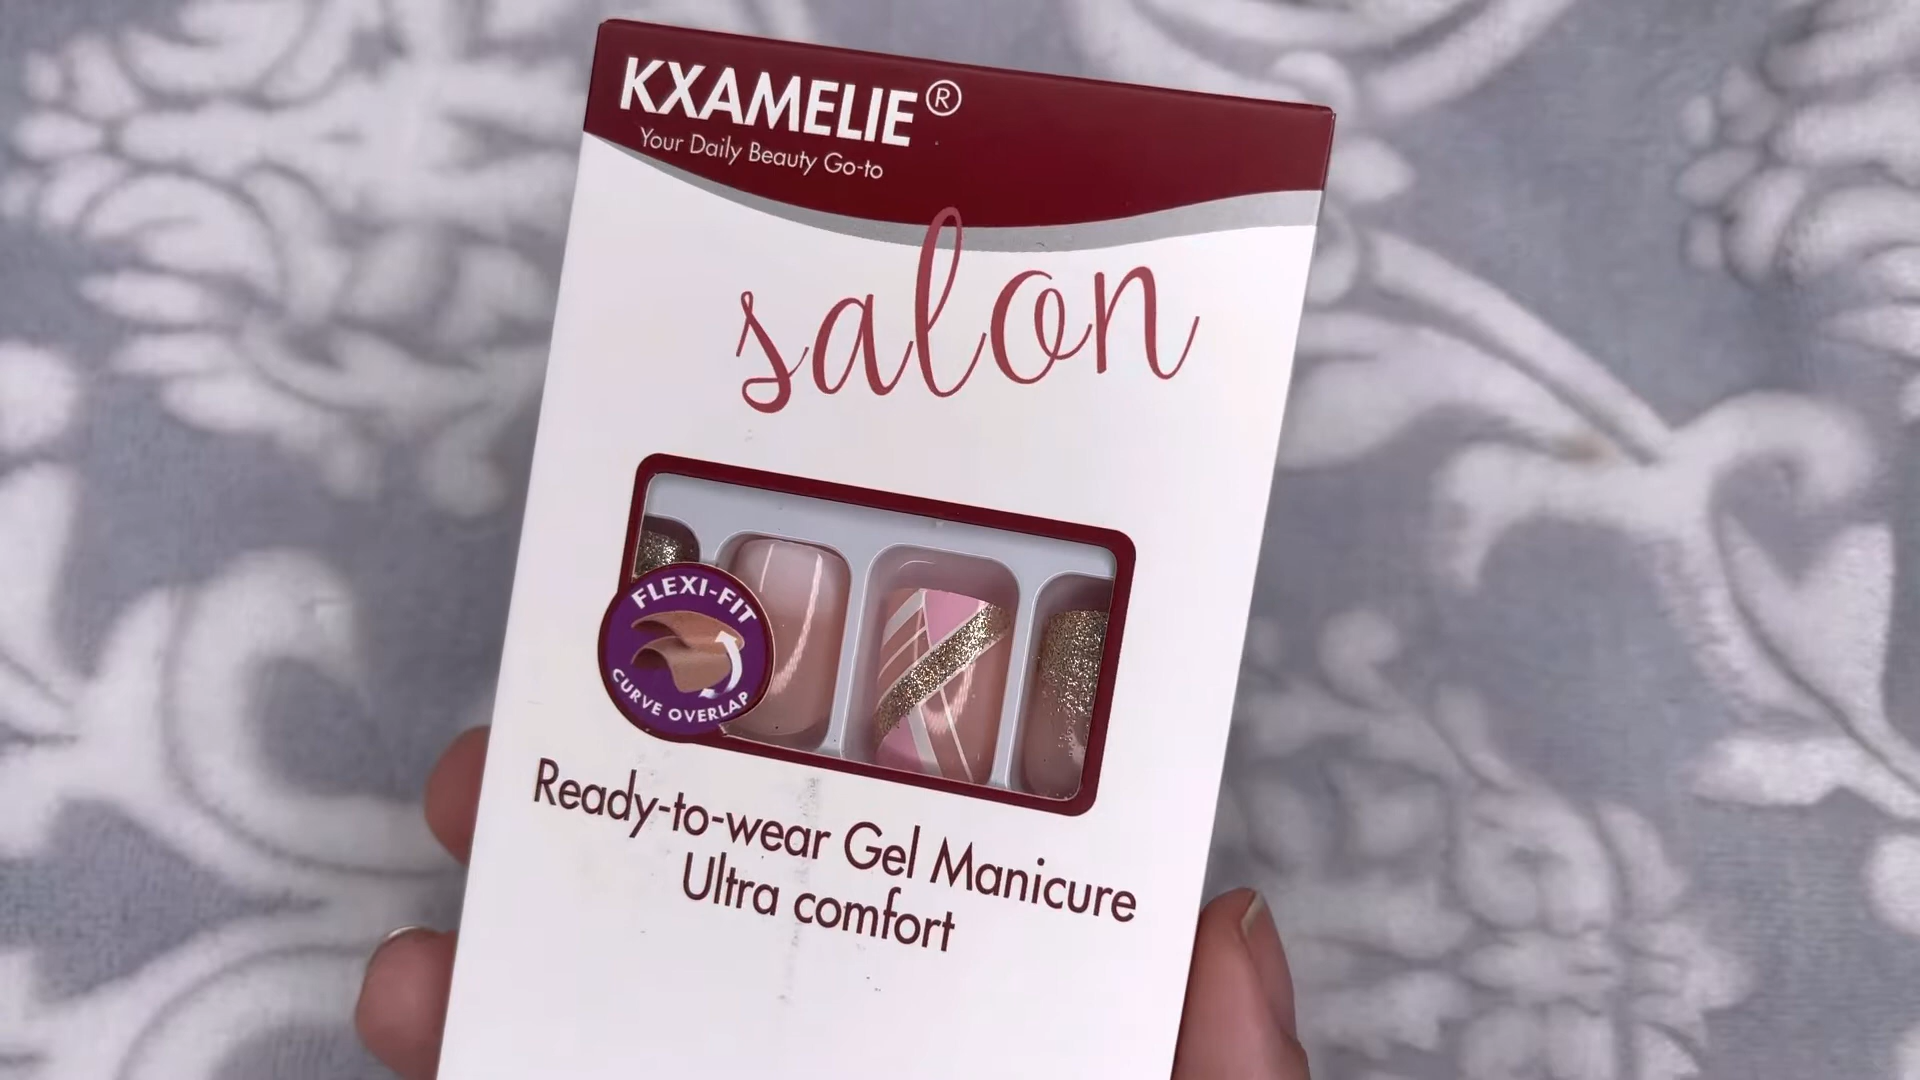 KXAMELIE®
Your Daily Beauty Go-to
salon
FLEXI-FIT
CURVE OVERLAP
Ready-to-wear Gel Manicure
Ultra comfort